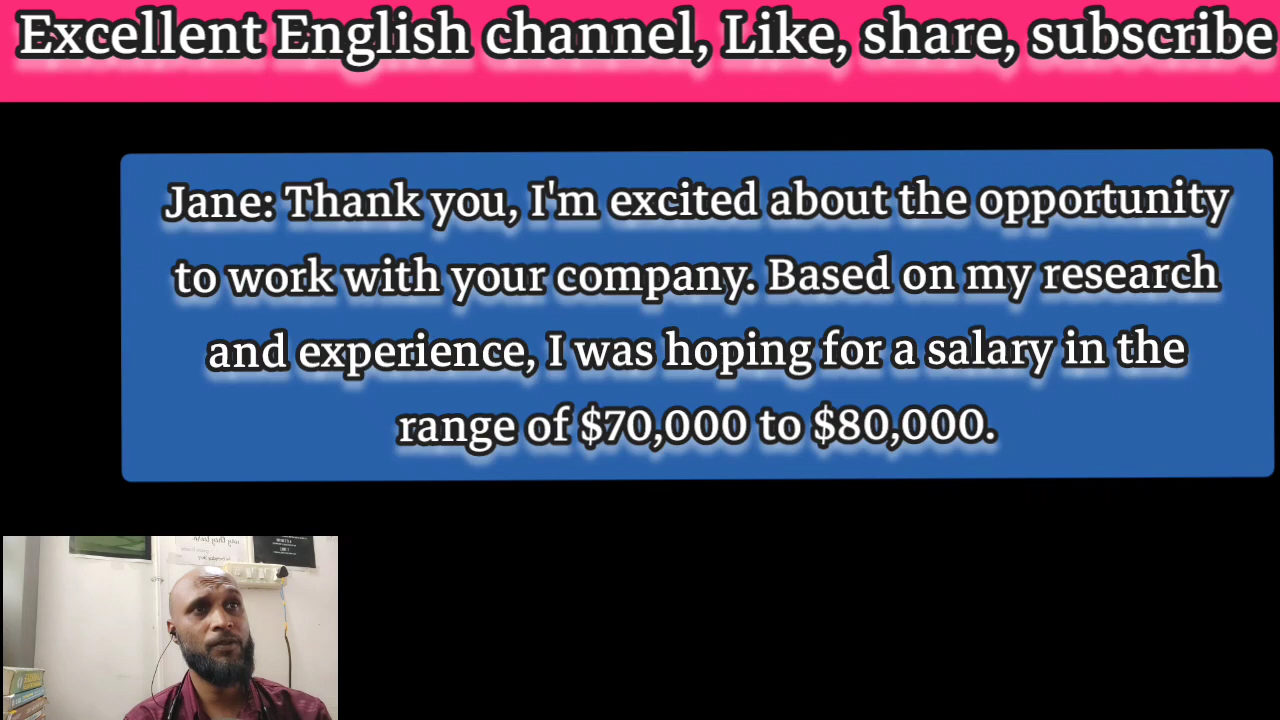 Excellent English channel, Like, share, subscribe
Jane: Thank you, I'm excited about the opportunity
to work with your company. Based on my research
and experience, I was hoping for a salary in the
range of $70,000 to $80,000.